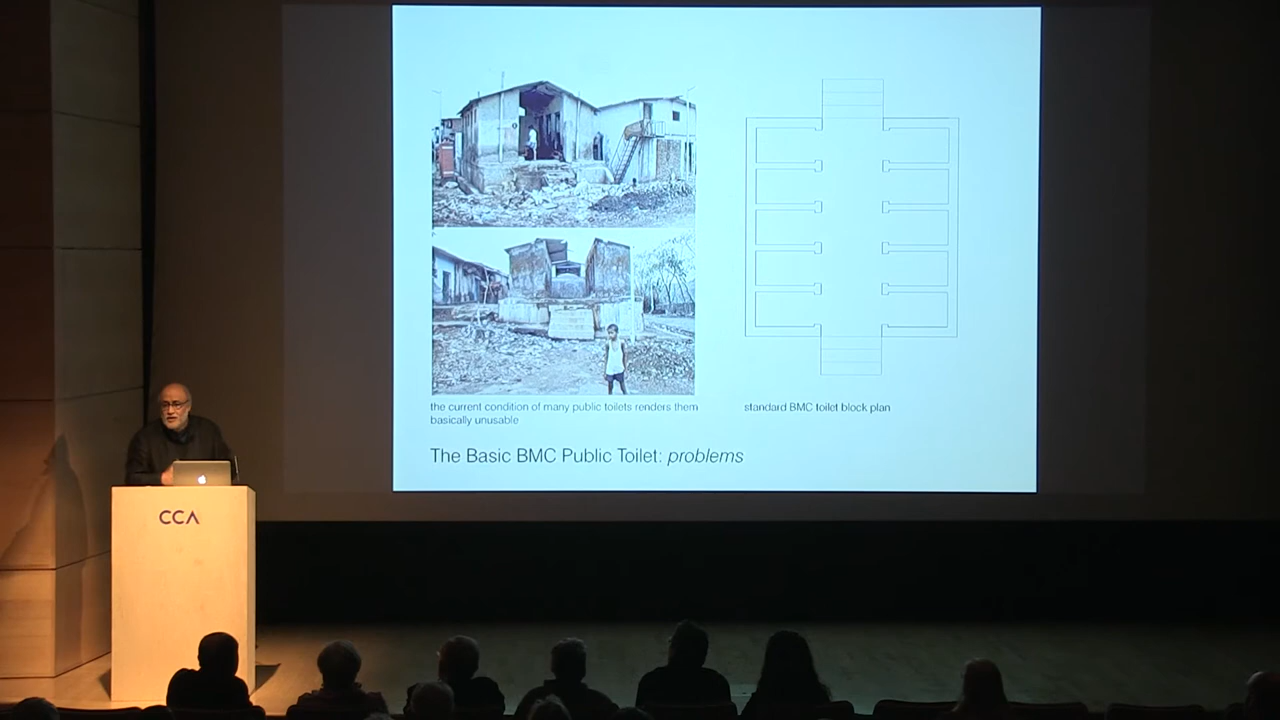 the current condition of many public toilets renders them
basically unusable
standard BMC toilet block plan
The Basic BMC Public Toilet: problems
CCA